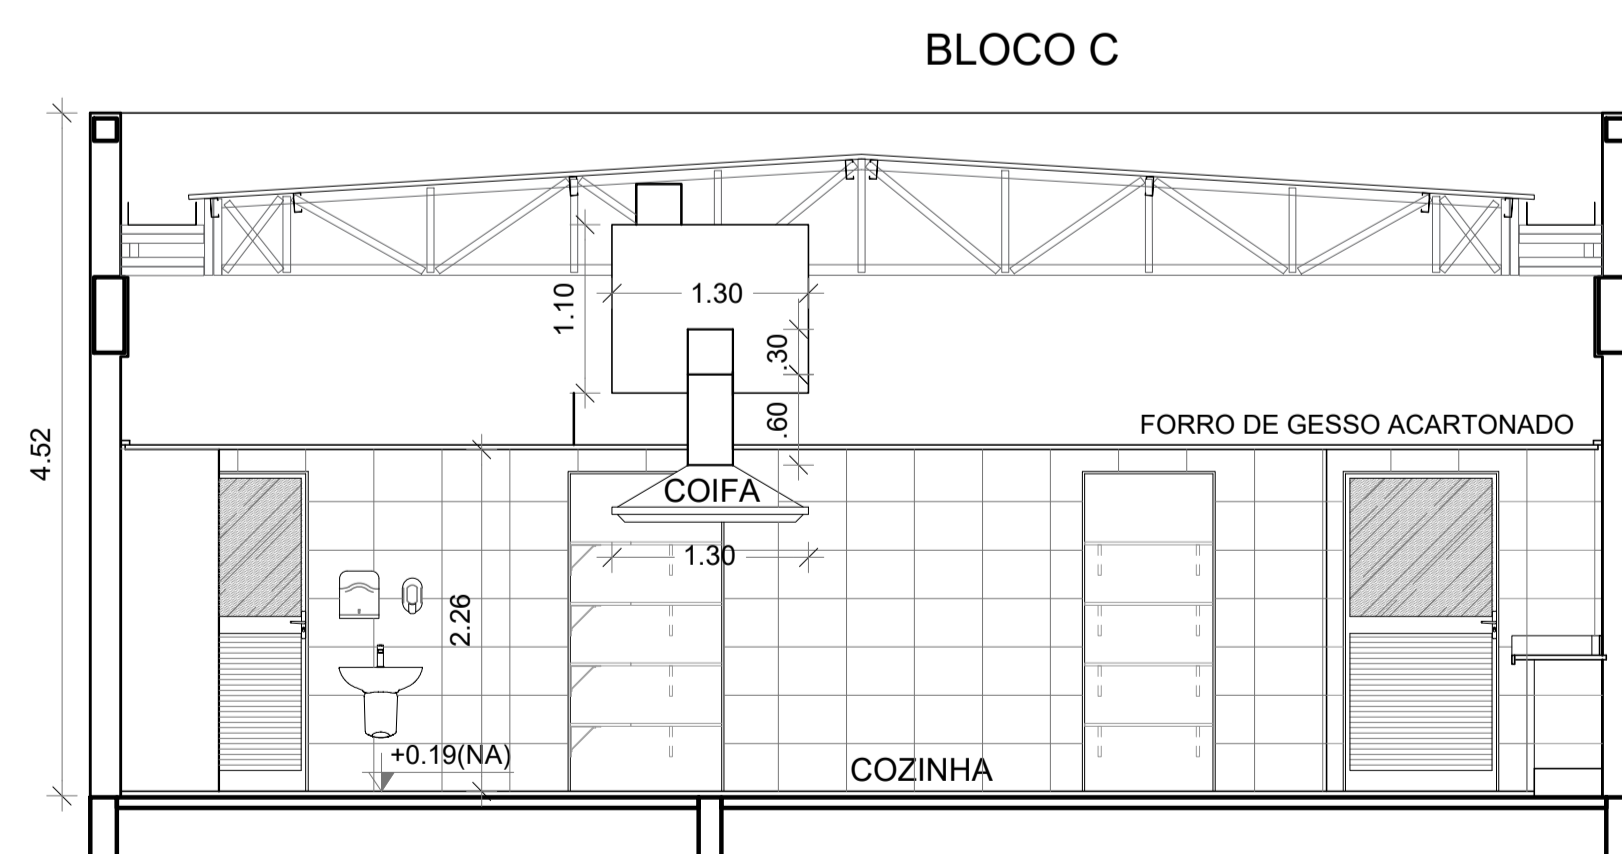 BLOCO C
4.52
1.10
1.30
.30
.60
FORRO DE GESSO ACARTONADO
COIFA
1.30
2.26
+0.19(NA)
COZINHA